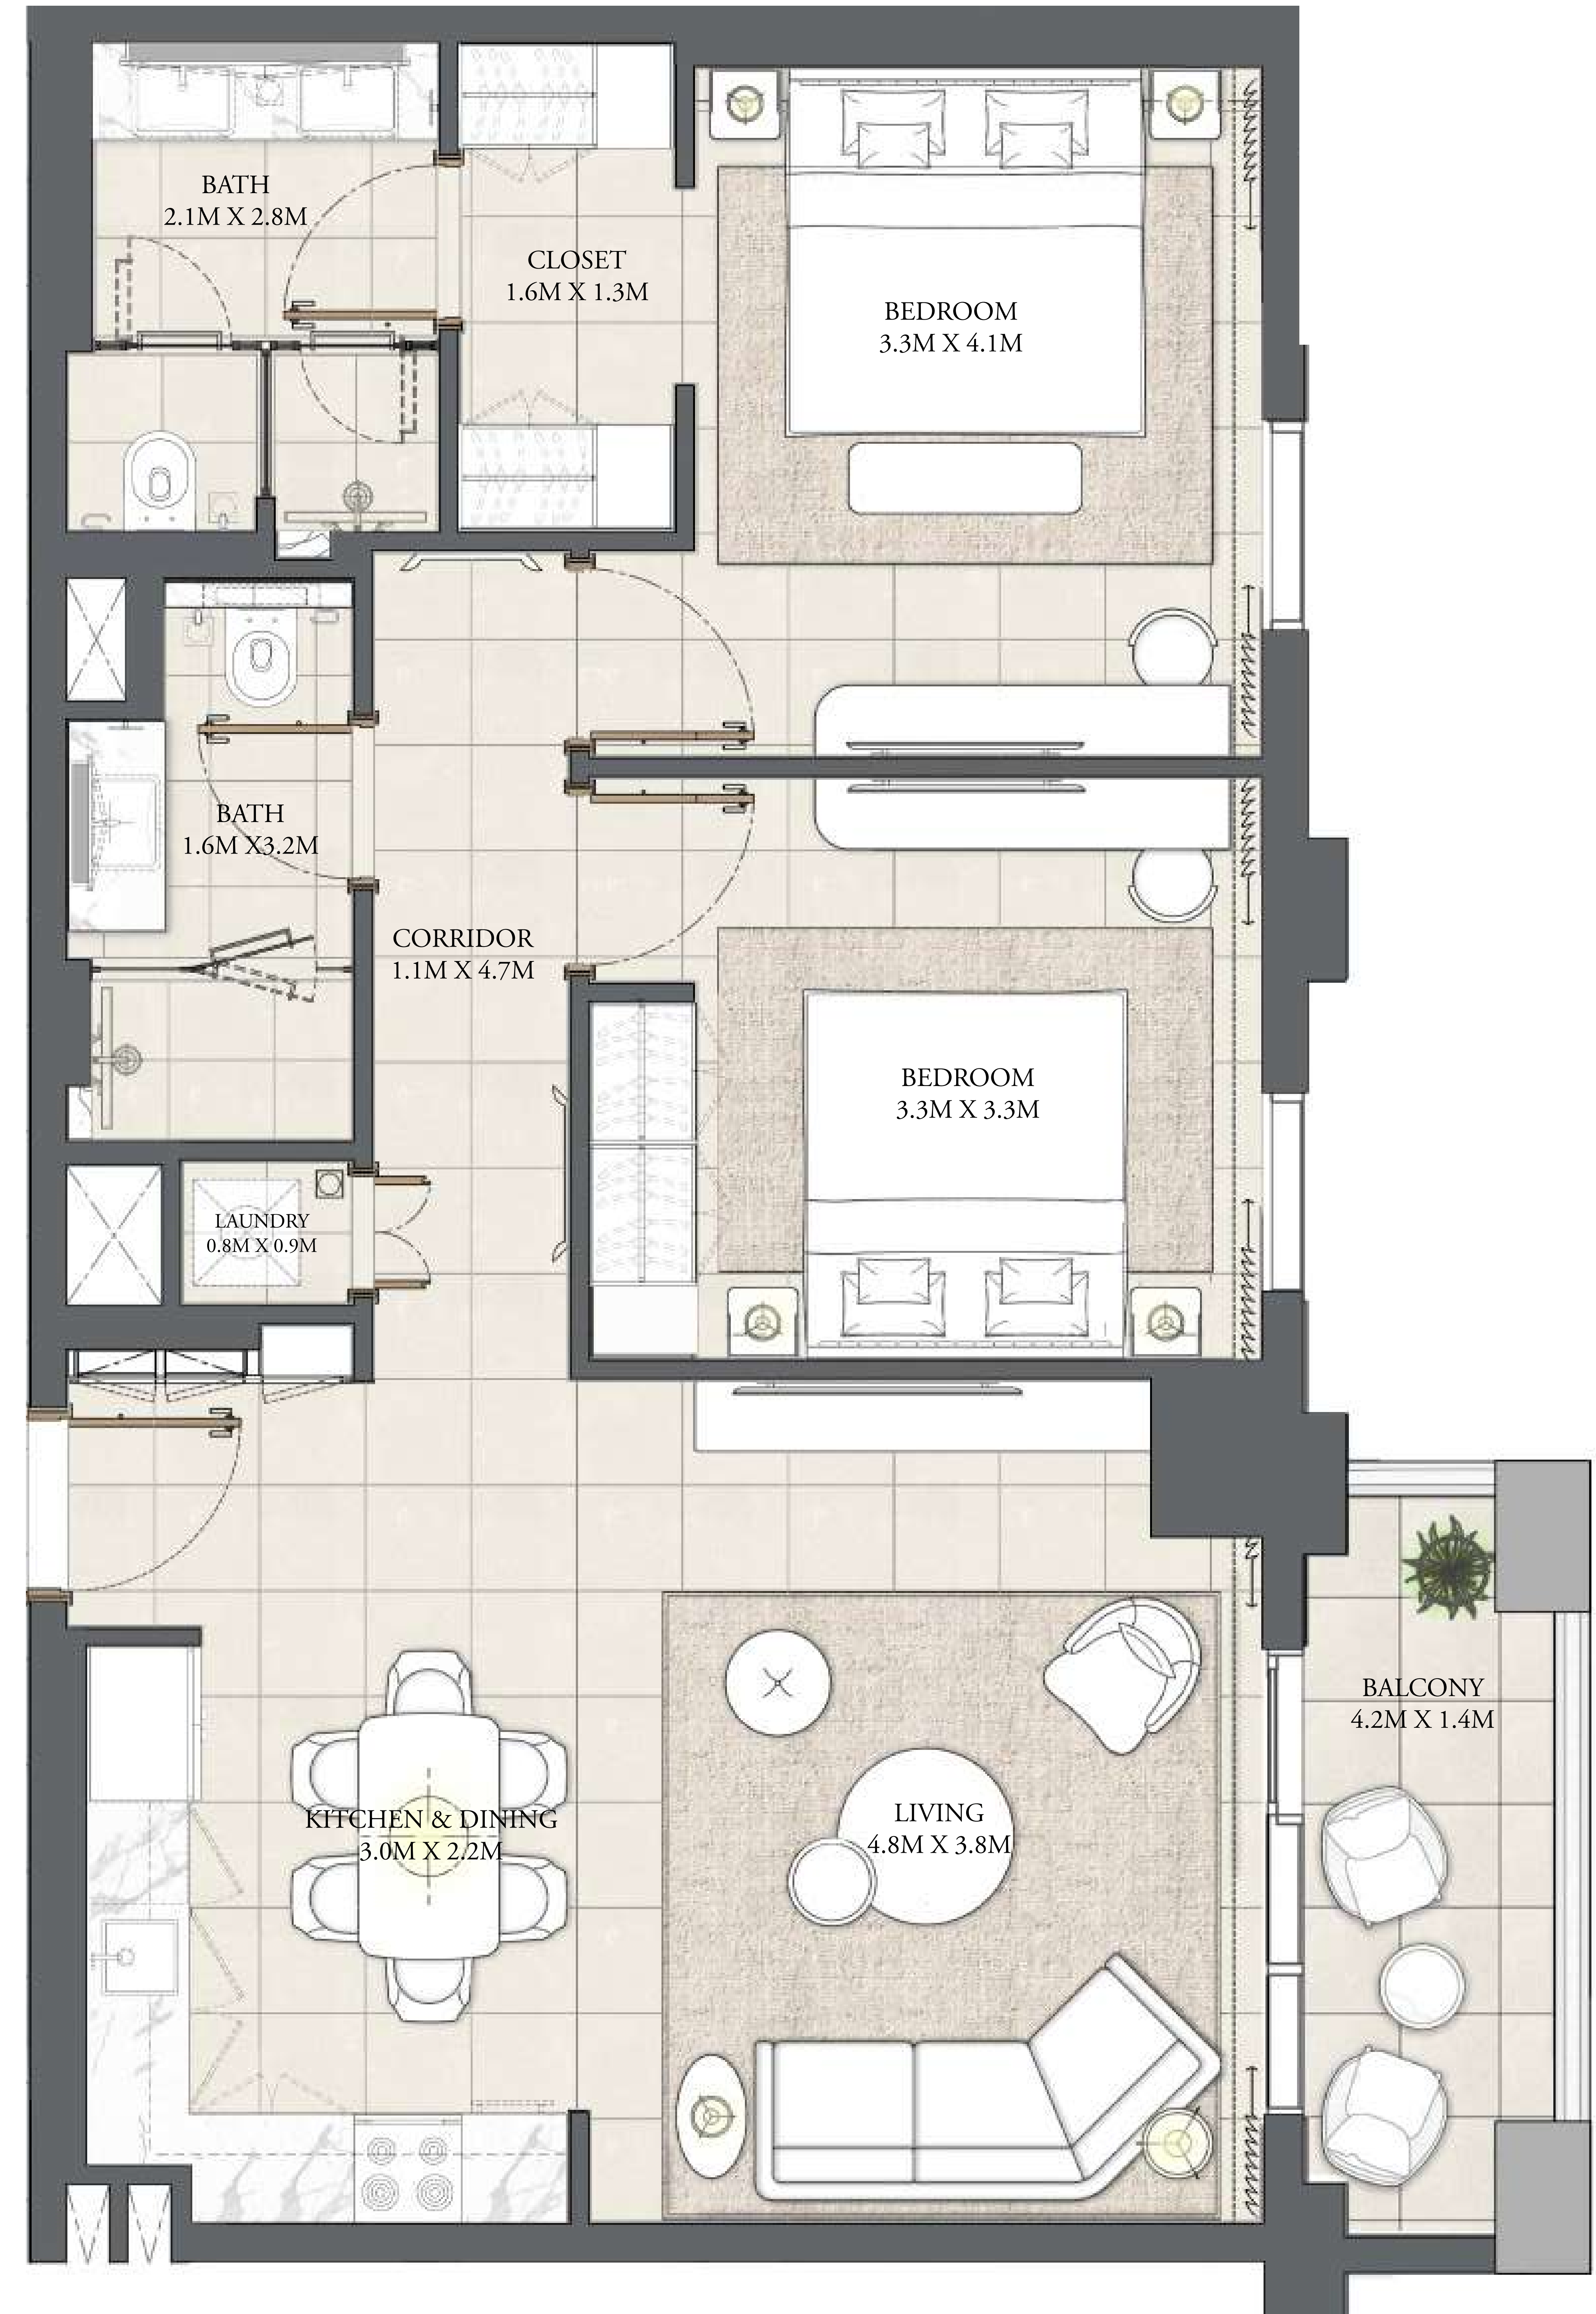 BATH
2.1M X 2.8M
CLOSET
1.6M X 1.3M
BEDROOM
3.3M X 4.1M
BATH
1.6M X3.2M
CORRIDOR
1.1M X 4.7M
BEDROOM
3.3M X 3.3M
LAUNDRY
0.8M X 0.9M
BALCONY
4.2M X 1.4M
KITCHEN & DINING
3.0M X 2.2M
LIVING
4.8M X 3.8M